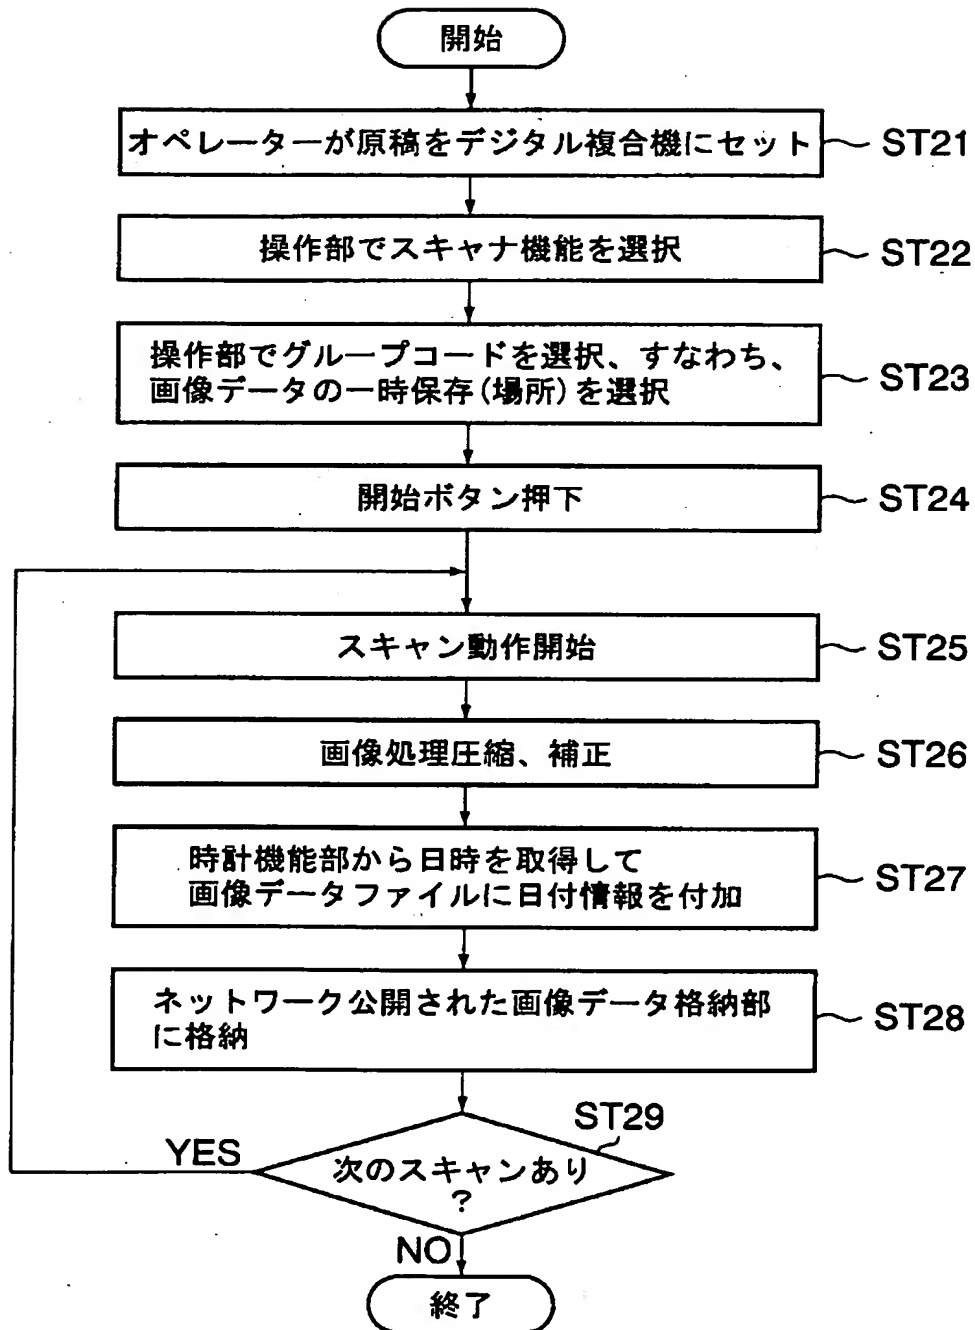 開始
オペレーターが原稿をデジタル複合機にセット
ST21
操作部でスキャナ機能を選択
ST22
操作部でグループコードを選択、すなわち、
画像データの一時保存(場所)を選択
ST23
開始ボタン押下
ST24
スキャン動作開始
ST25
画像処理圧縮、補正
ST26
時計機能部から日時を取得して
画像データファイルに日付情報を付加
ST27
ネットワーク公開された画像データ格納部
に格納
ST28
ST29
YES
次のスキャンあり
?
NO
終了